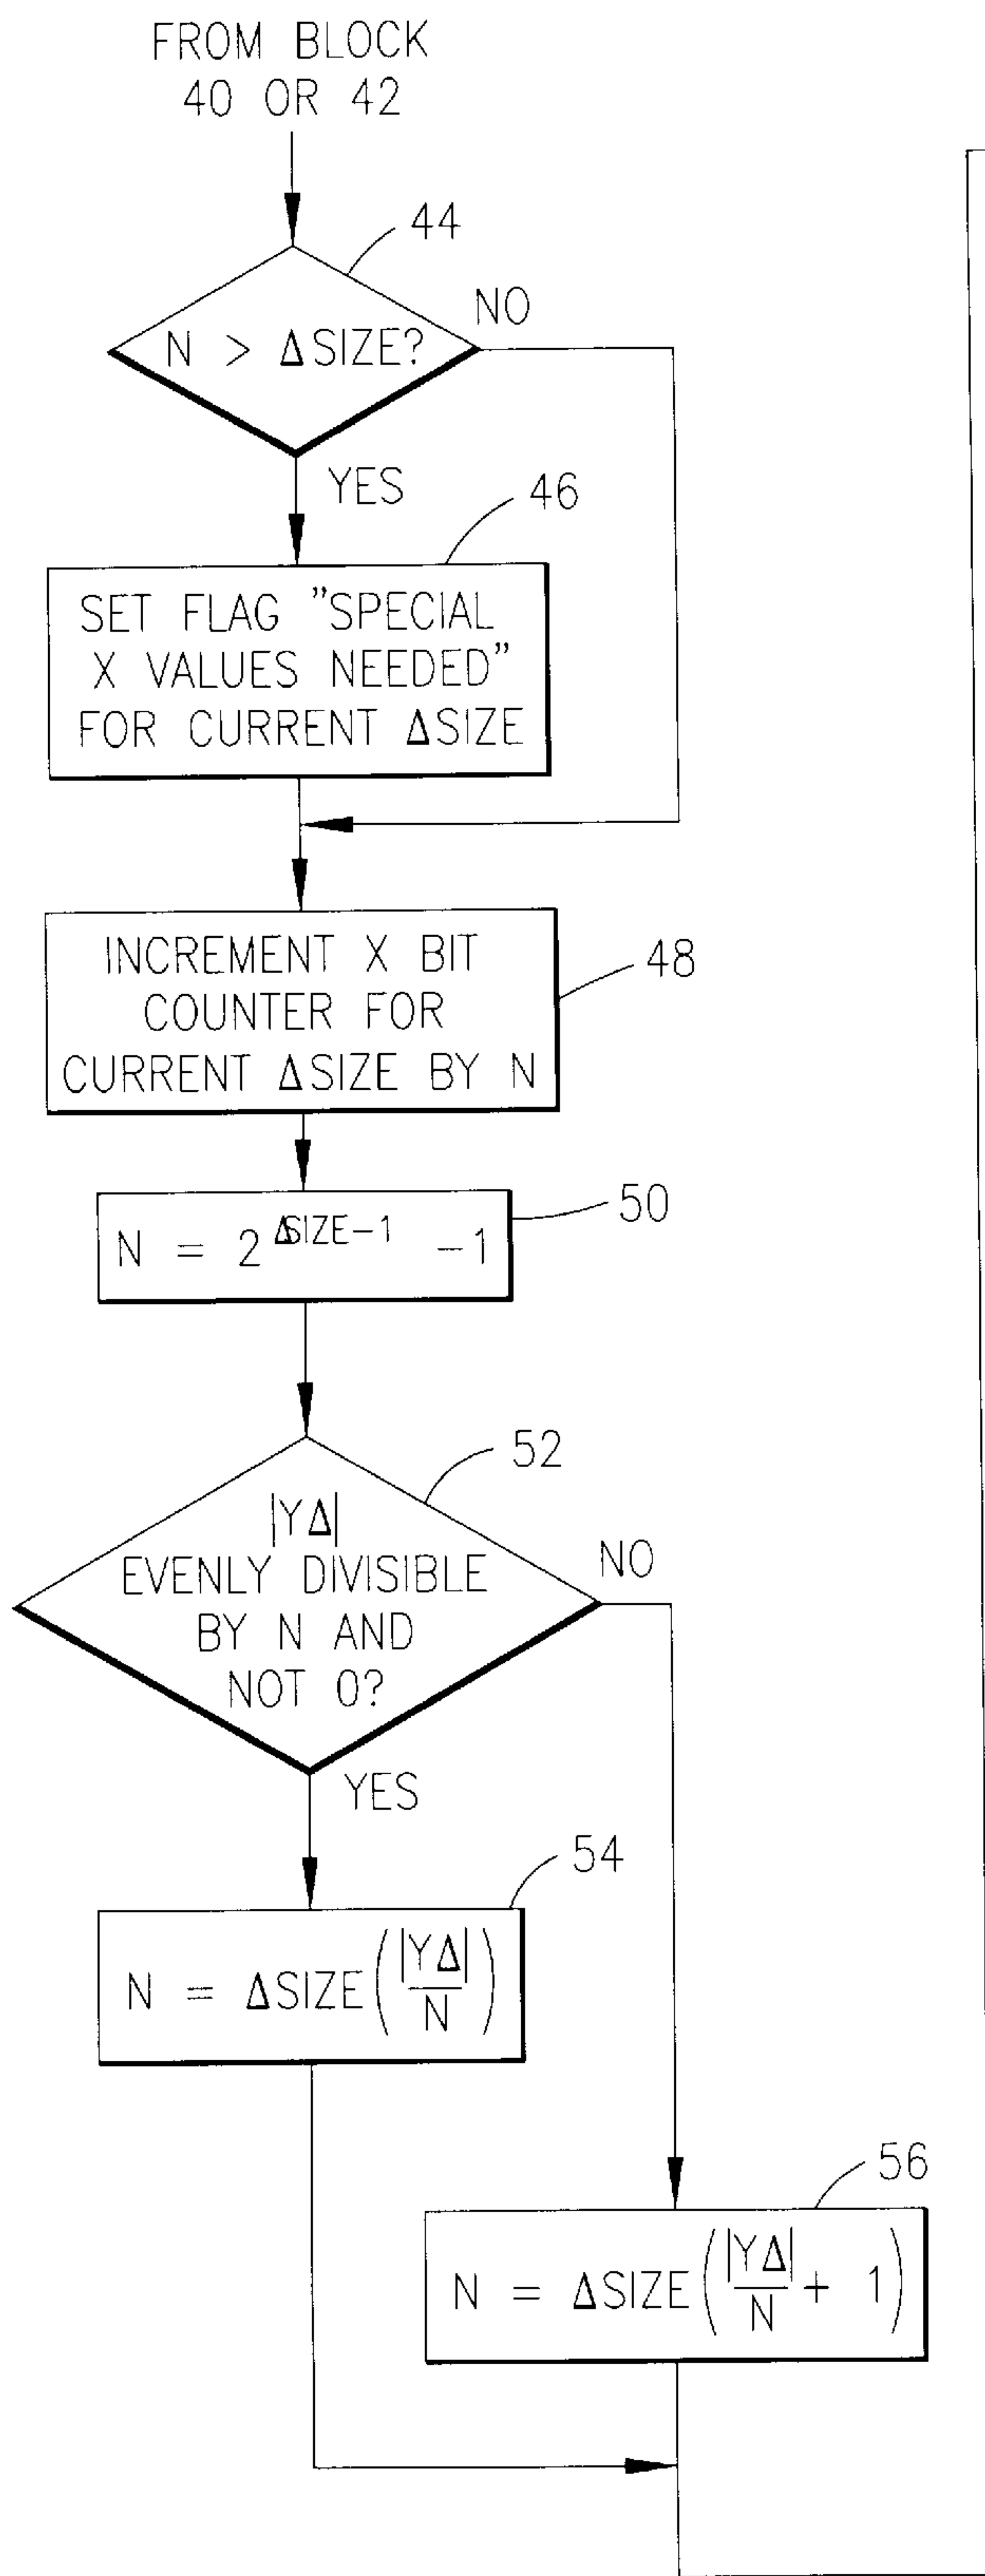 FROM BLOCK
40 OR 42
44
N > ΔSIZE?
NO
YES
46
SET FLAG "SPECIAL
X VALUES NEEDED"
FOR CURRENT ΔSIZE
INCREMENT X BIT
COUNTER FOR
CURRENT ΔSIZE BY N
48
N = 2^ΔSIZE-1 -1
50
52
|YΔ|
EVENLY DIVISIBLE
BY N AND
NOT 0?
NO
YES
54
N = ΔSIZE(|YΔ|/N)
56
N = ΔSIZE(|YΔ|/N + 1)